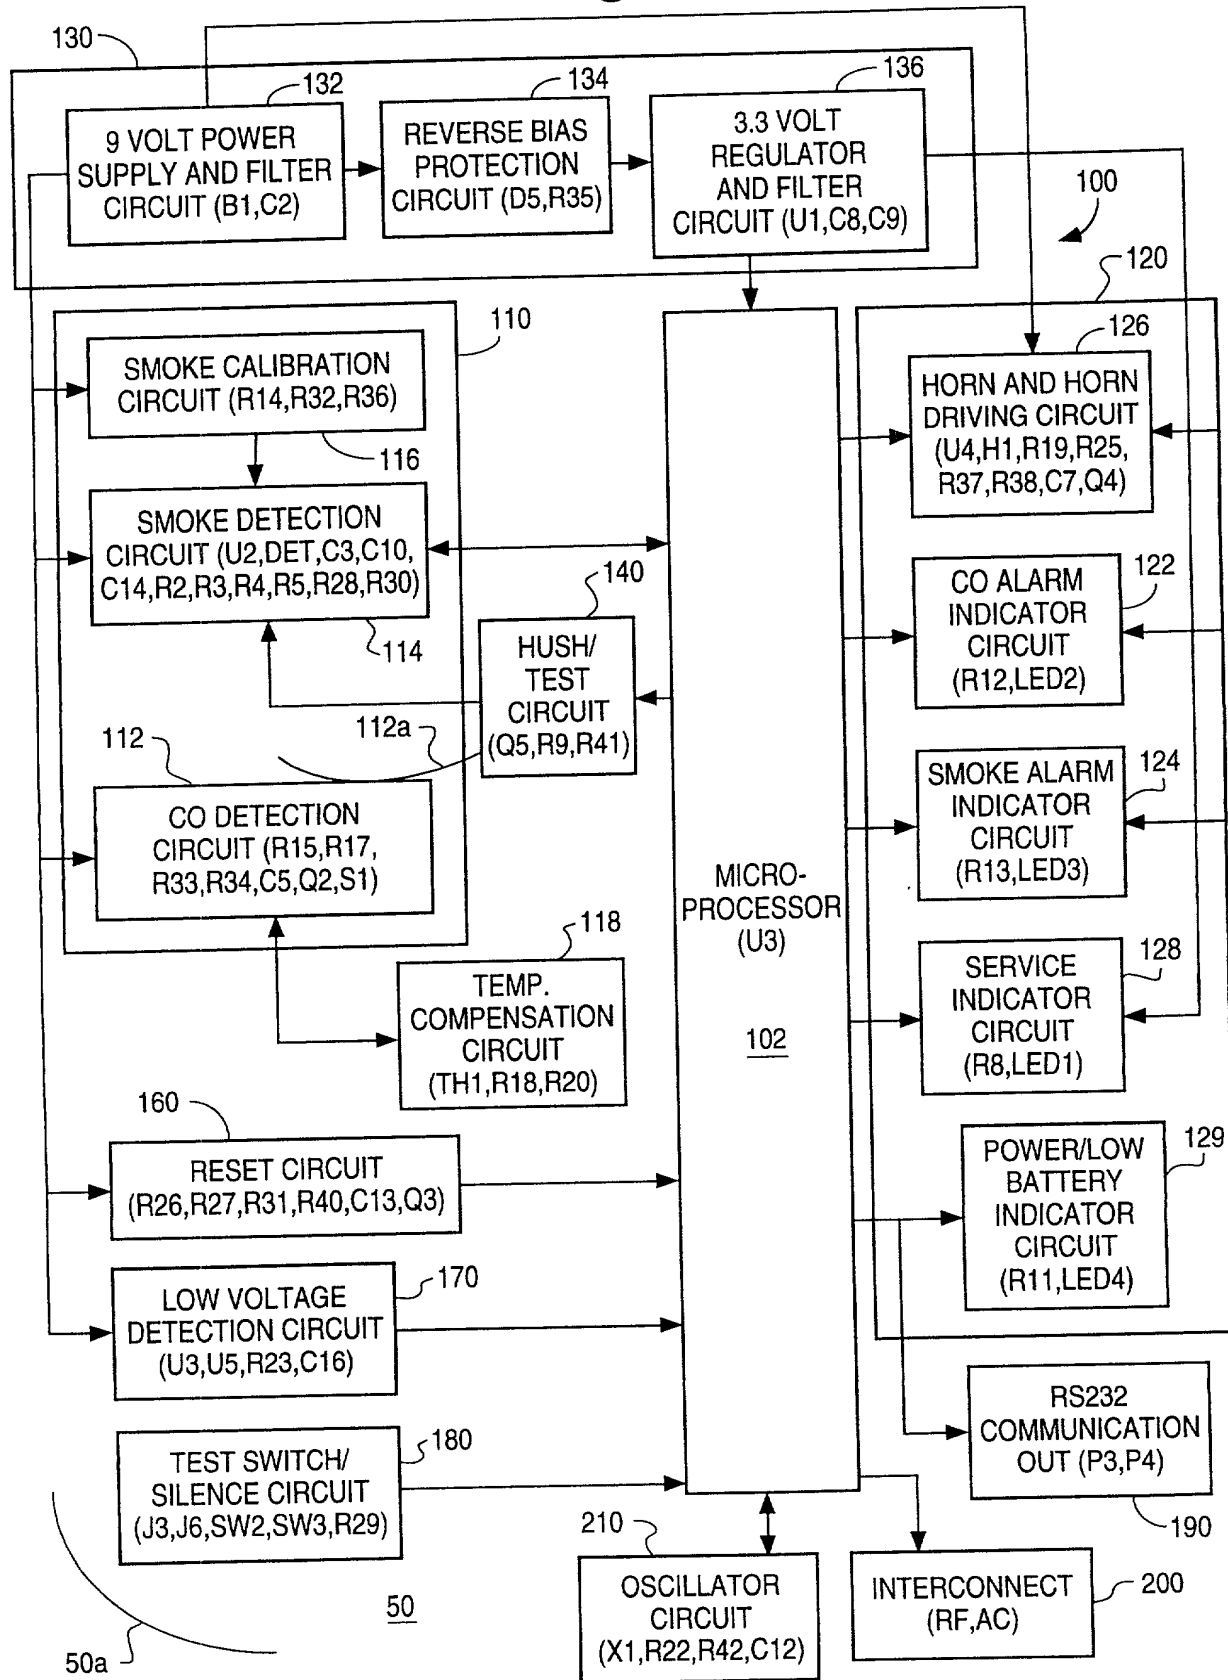 130
132
9 VOLT POWER
SUPPLY AND FILTER
CIRCUIT (B1,C2)
134
REVERSE BIAS
PROTECTION
CIRCUIT (D5,R35)
136
3.3 VOLT
REGULATOR
AND FILTER
CIRCUIT (U1,C8,C9)
100
110
SMOKE CALIBRATION
CIRCUIT (R14,R32,R36)
116
SMOKE DETECTION
CIRCUIT (U2,DET,C3,C10,
C14,R2,R3,R4,R5,R28,R30)
114
140
HUSH/
TEST
CIRCUIT
(Q5,R9,R41)
112
112a
CO DETECTION
CIRCUIT (R15,R17,
R33,R34,C5,Q2,S1)
118
TEMP.
COMPENSATION
CIRCUIT
(TH1,R18,R20)
160
RESET CIRCUIT
(R26,R27,R31,R40,C13,Q3)
LOW VOLTAGE
DETECTION CIRCUIT
(U3,U5,R23,C16)
170
TEST SWITCH/
SILENCE CIRCUIT
(J3,J6,SW2,SW3,R29)
180
MICRO-
PROCESSOR
(U3)
102
120
126
HORN AND HORN
DRIVING CIRCUIT
(U4,H1,R19,R25,
R37,R38,C7,Q4)
CO ALARM
INDICATOR
CIRCUIT
(R12,LED2)
122
SMOKE ALARM
INDICATOR
CIRCUIT
(R13,LED3)
124
SERVICE
INDICATOR
CIRCUIT
(R8,LED1)
128
POWER/LOW
BATTERY
INDICATOR
CIRCUIT
(R11,LED4)
129
RS232
COMMUNICATION
OUT (P3,P4)
190
210
OSCILLATOR
CIRCUIT
(X1,R22,R42,C12)
INTERCONNECT
(RF,AC)
200
50
50a